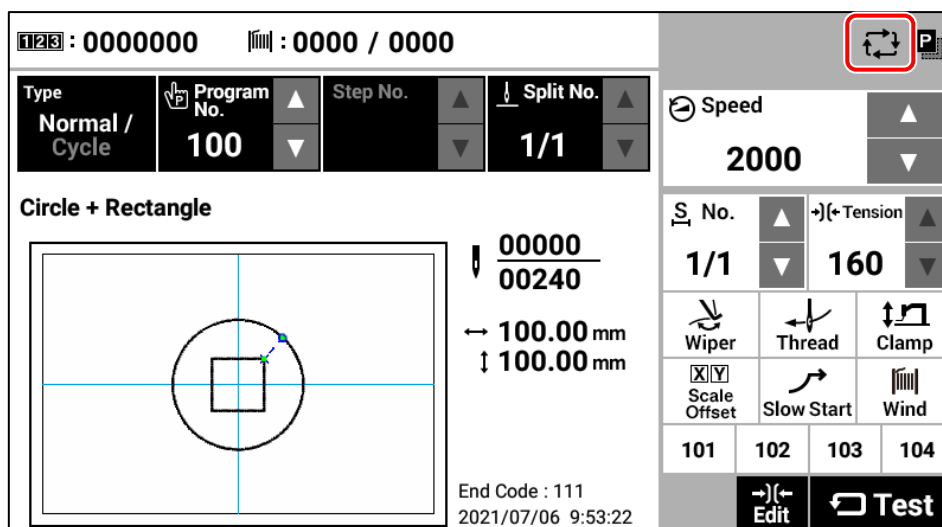 123 : 0000000 : 0000 / 0000 P
Type
Normal /
Cycle
P Program
No.
100
Step No.
Split No.
1/1
Speed
2000
Circle + Rectangle
S No.
1/1
Tension
160
00000
00240
100.00 mm
100.00 mm
Wiper
Thread
Clamp
X Y
Scale
Offset
Slow Start
Wind
101 102 103 104
End Code : 111
2021/07/06 9:53:22
Edit
Test